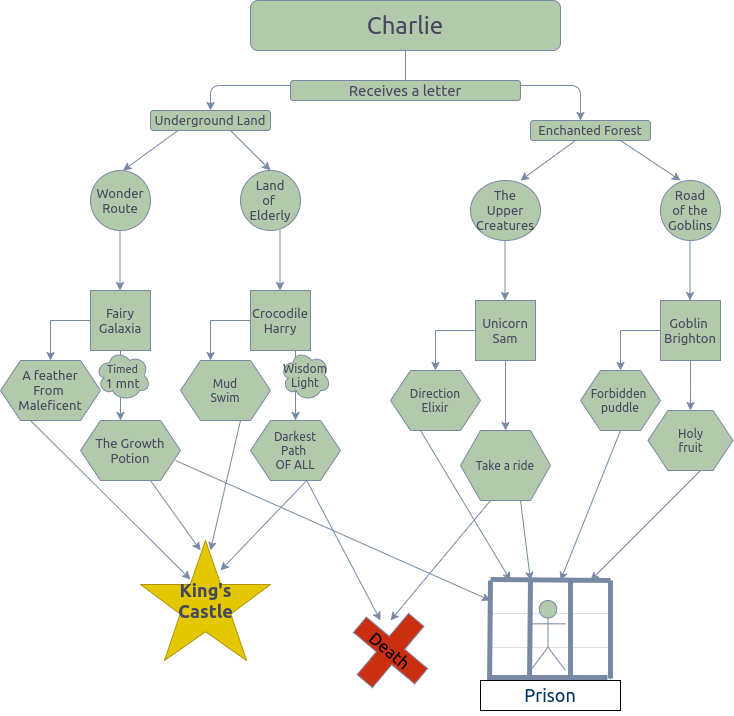 Charlie
Receives a letter
Underground Land
Enchanted Forest
Wonder
Route
Land
of
Elderly
The
Upper
Creatures
Road
of the
Goblins
Fairy
Galaxia
Crocodile
Harry
Unicorn
Sam
Goblin
Brighton
A feather
From
Maleficent
Timed
1 mnt
Mud
Swim
Wisdom
Light
Direction
Elixir
Forbidden
puddle
The Growth
Potion
Darkest
Path
OF ALL
Take a ride
Holy
fruit
King's
Castle
Death
Prison